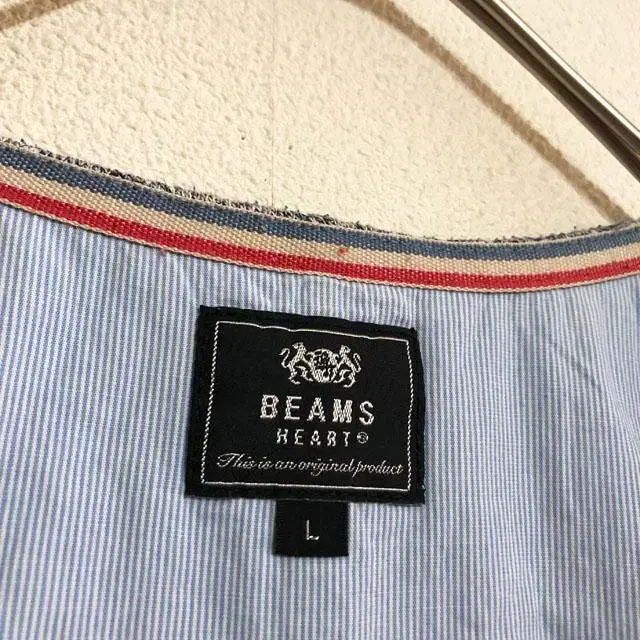 BEAMS
HEART
This is an original product
L